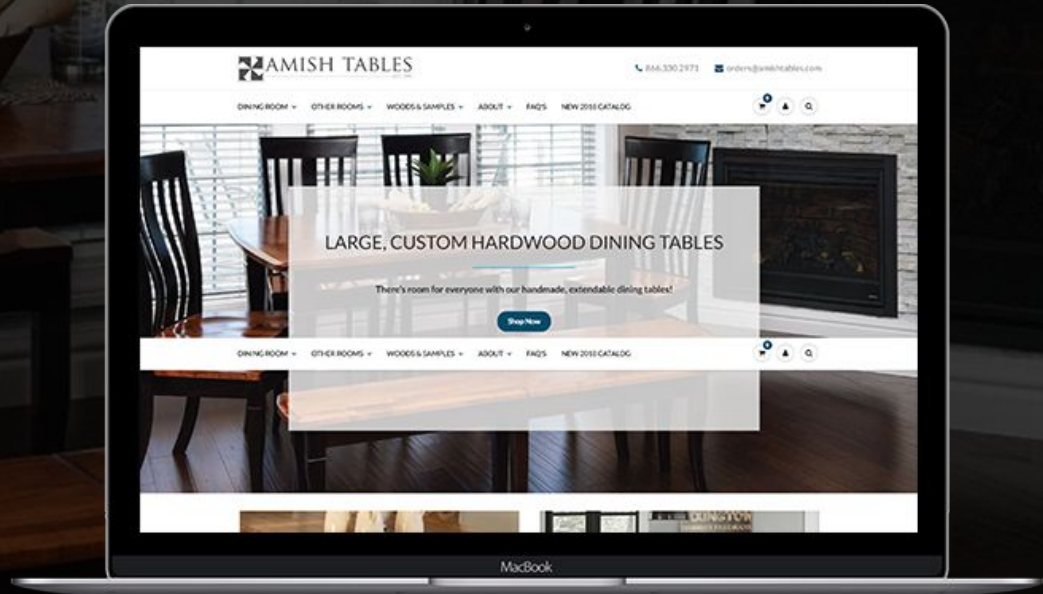 AMISH TABLES
866.330.2971 orders@amishtables.com
DINING ROOM OTHER ROOMS WOODS & SAMPLES ABOUT FAQ'S NEW 2018 CATALOG
LARGE, CUSTOM HARDWOOD DINING TABLES
There's room for everyone with our handmade, extendable dining tables!
Shop Now
DINING ROOM OTHER ROOMS WOODS & SAMPLES ABOUT FAQ'S NEW 2018 CATALOG
MacBook